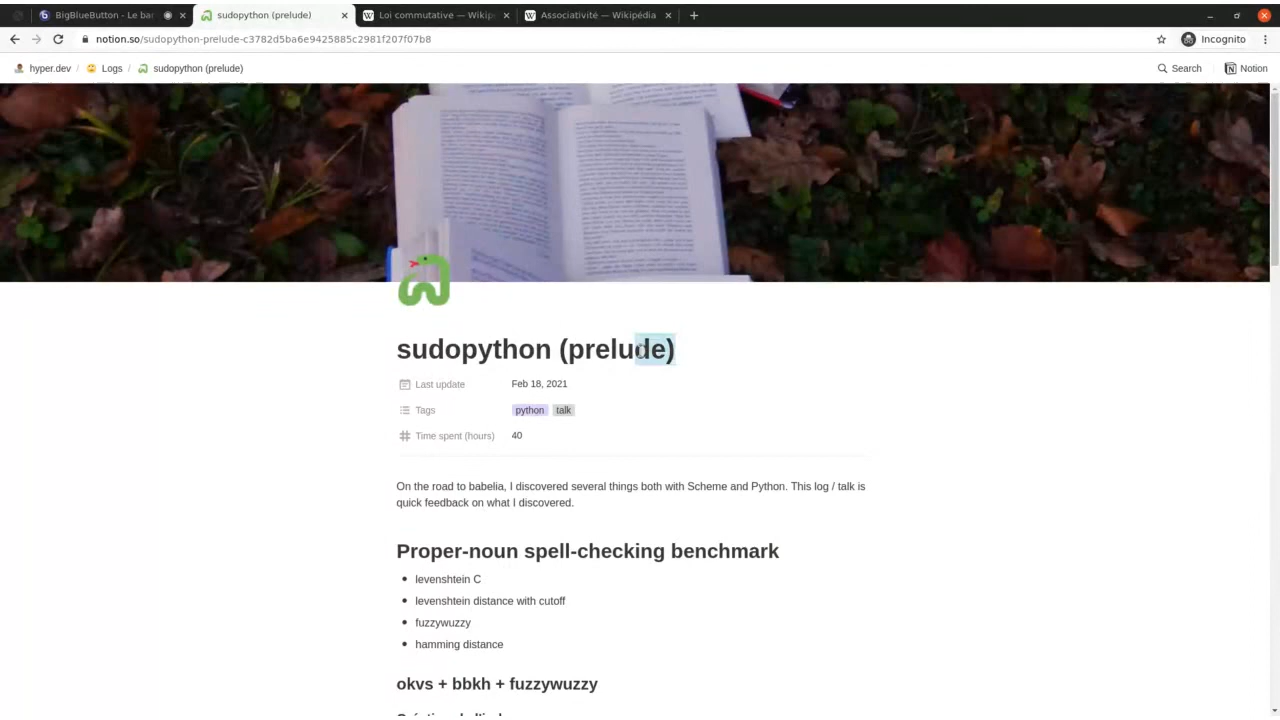 BigBlueButton - Le ba
sudopython (prelude)
Loi commutative — Wikip
Associativité — Wikipédia
notion.so/sudopython-prelude-c3782d5ba6e9425885c2981f207f07b8
Incognito
hyper.dev / Logs / sudopython (prelude)
Search
Notion
sudopython (prelude)
Last update Feb 18, 2021
Tags python talk
Time spent (hours) 40
On the road to babelia, I discovered several things both with Scheme and Python. This log / talk is
quick feedback on what I discovered.
Proper-noun spell-checking benchmark
• levenshtein C
• levenshtein distance with cutoff
• fuzzywuzzy
• hamming distance
okvs + bbkh + fuzzywuzzy